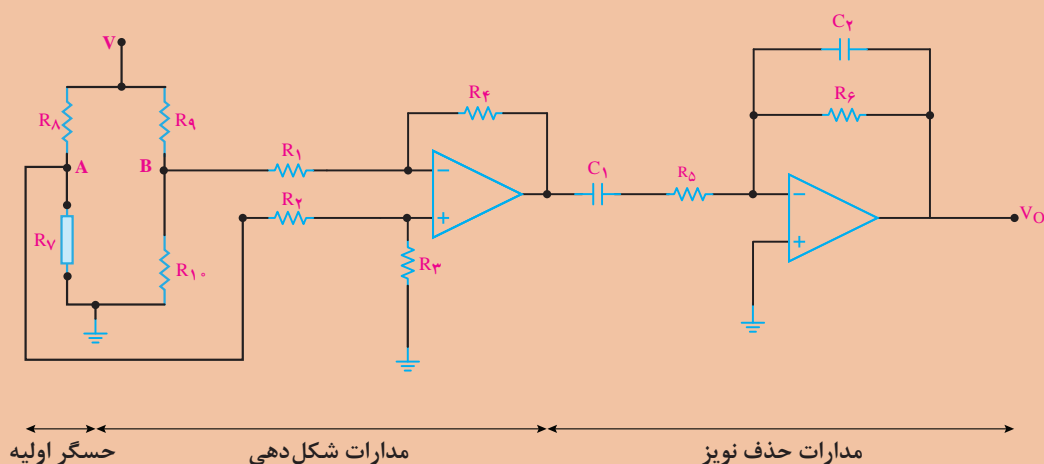 C۲
V
R۶
R۴
R۸
R۹
A
B
R۱
C۱
R۵
R۲
V_O
R۷
R۱۰
R۳
حسگر اولیه
مدارات شکل‌دهی
مدارات حذف نویز